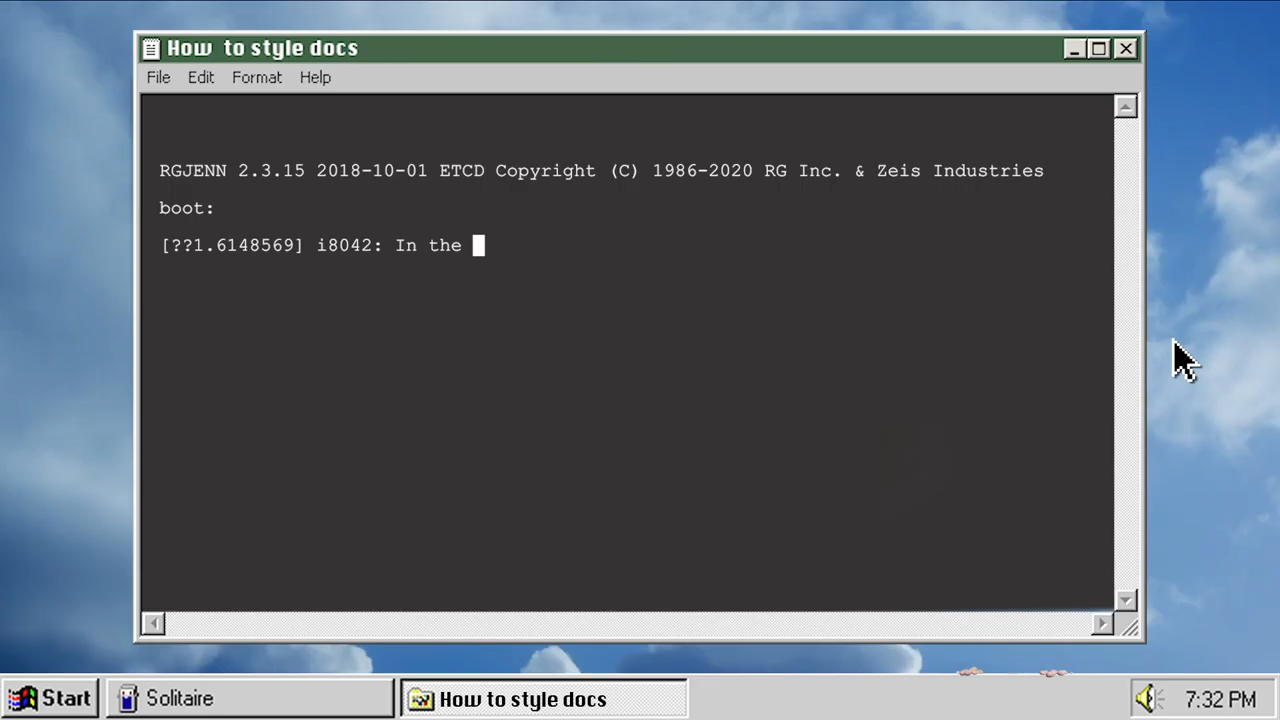 How to style docs
File Edit Format Help
RGJENN 2.3.15 2018-10-01 ETCD Copyright (C) 1986-2020 RG Inc. & Zeis Industries
boot:
[??1.6148569] i8042: In the
Start Solitaire How to style docs 7:32 PM